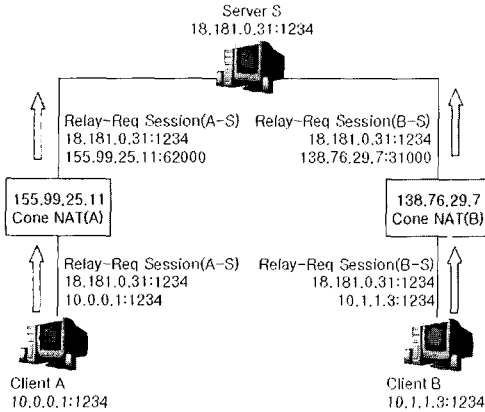 Server S
18.181.0.31:1234
Relay-Req Session(A-S)
18.181.0.31:1234
155.99.25.11:62000
Relay-Req Session(B-S)
18.181.0.31:1234
138.76.29.7:31000
155.99.25.11
Cone NAT(A)
138.76.29.7
Cone NAT(B)
Relay-Req Session(A-S)
18.181.0.31:1234
10.0.0.1:1234
Relay-Req Session(B-S)
18.181.0.31:1234
10.1.1.3:1234
Client A
10.0.0.1:1234
Client B
10.1.1.3:1234